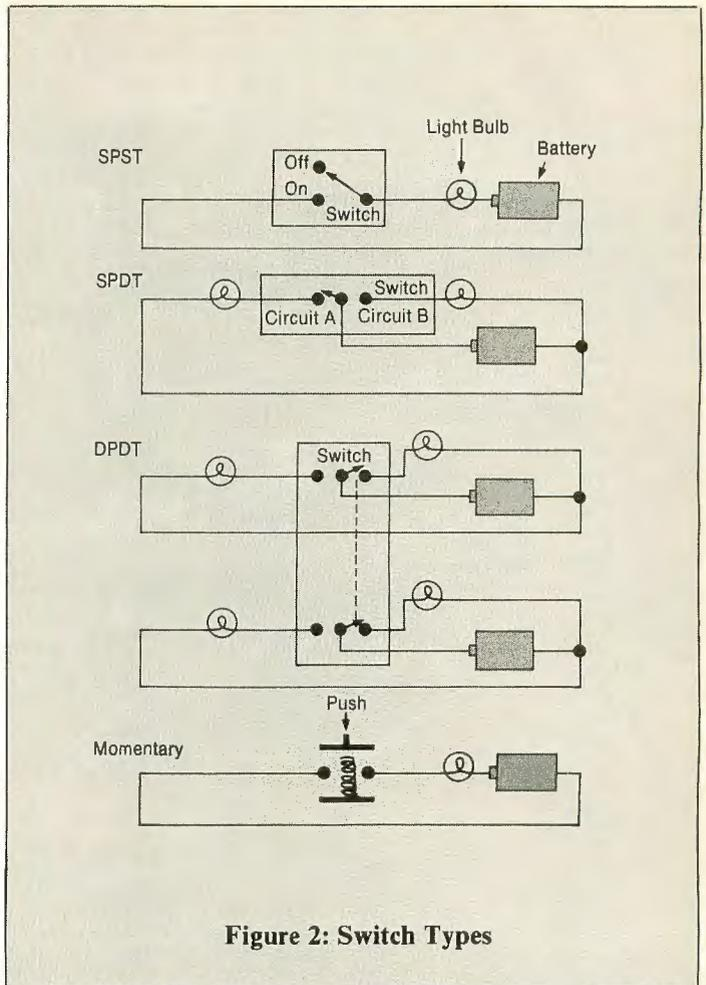 Light Bulb
Battery
SPST
Off
On
Switch
SPDT
Switch
Circuit A
Circuit B
DPDT
Switch
Push
Momentary
Figure 2: Switch Types